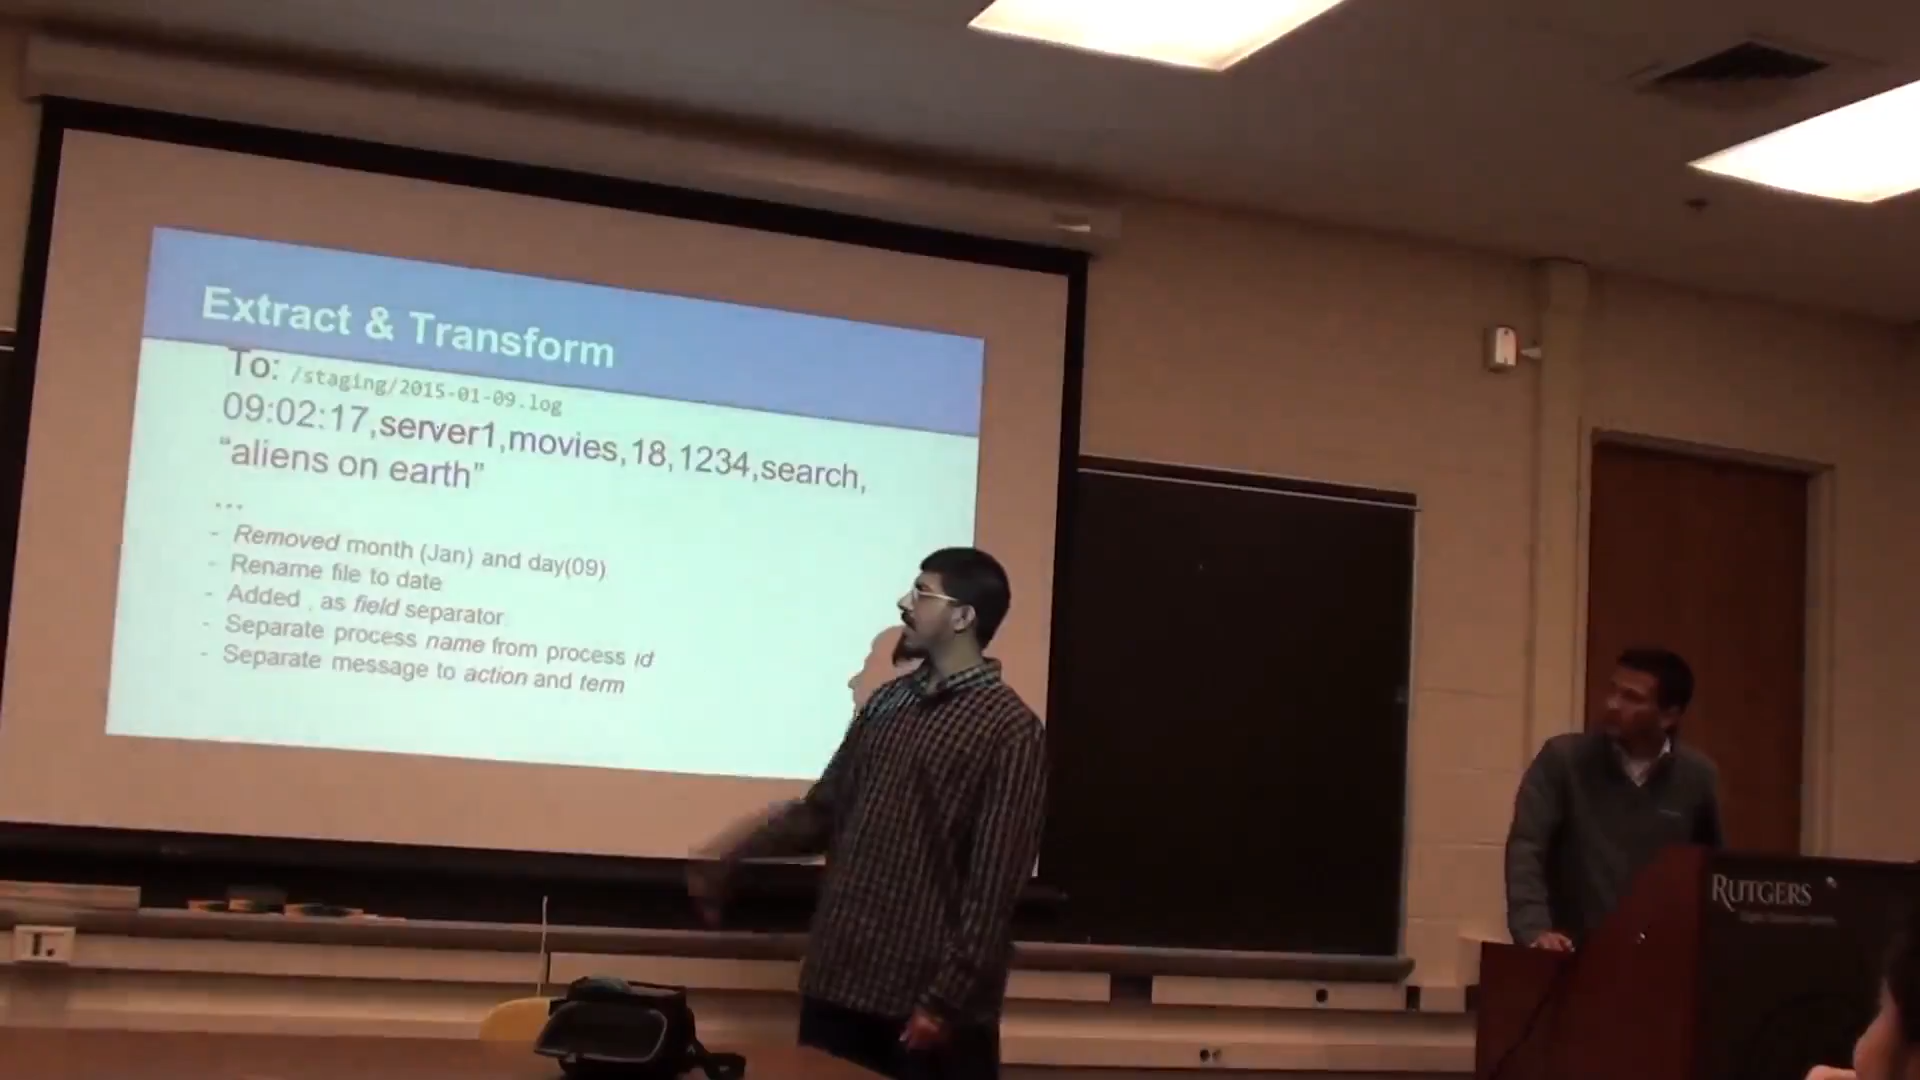 Extract & Transform
To: /staging/2015-01-09.log
09:02:17,server1,movies,18,1234,search,
“aliens on earth”
...
- Removed month (Jan) and day(09)
- Rename file to date
- Added , as field separator
- Separate process name from process id
- Separate message to action and term
RUTGERS